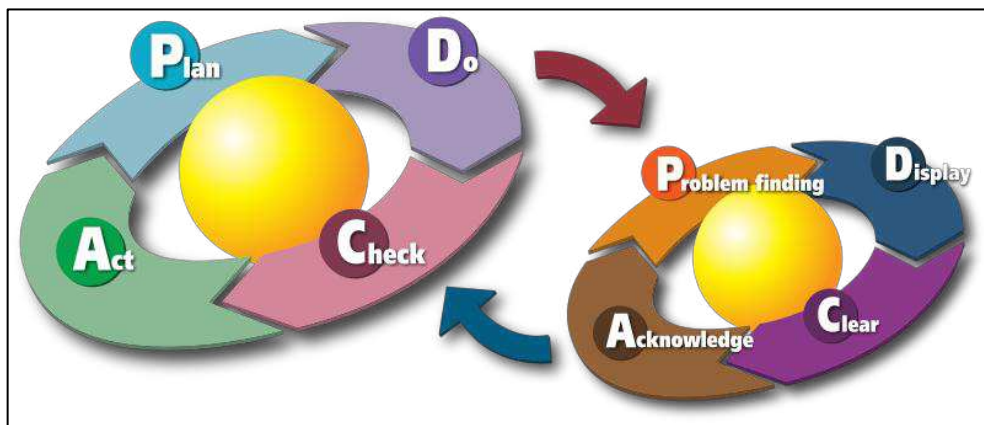 Plan
Do
Check
Act
Problem finding
Display
Clear
Acknowledge